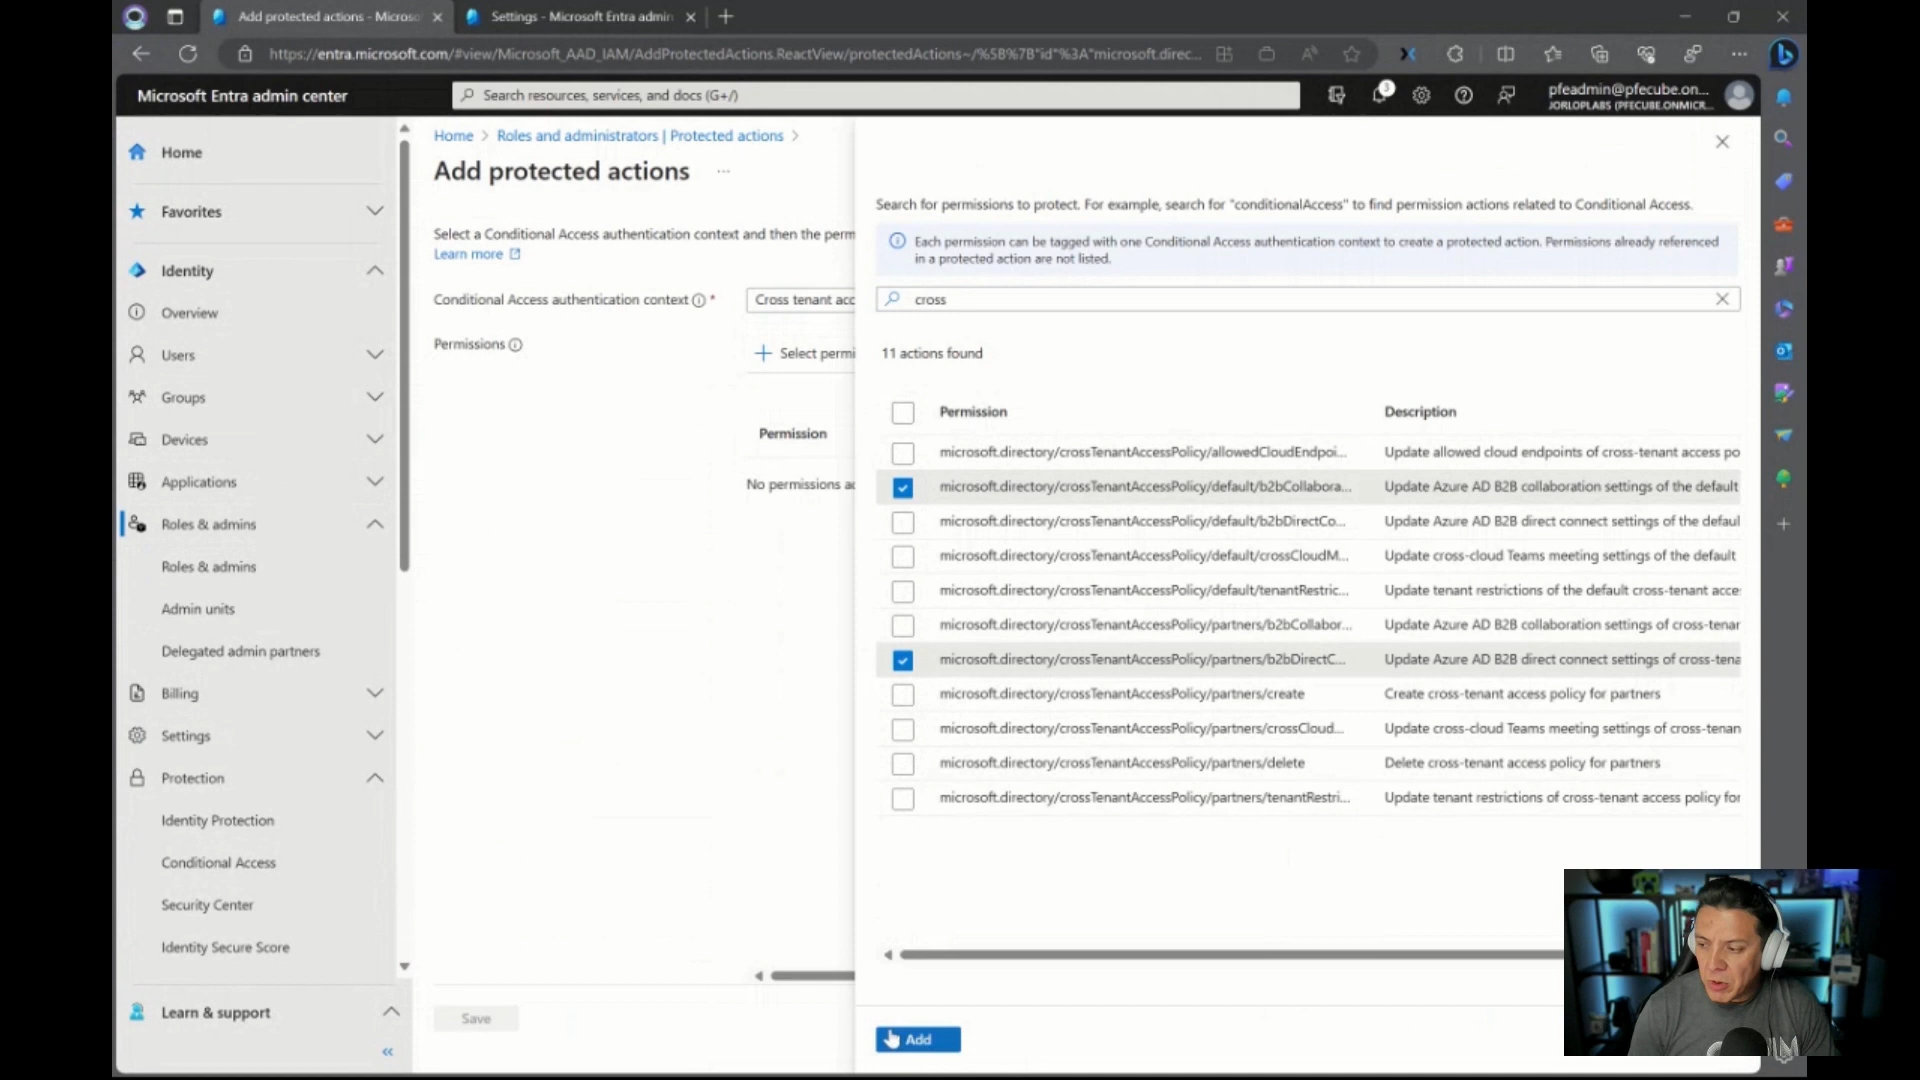 Add protected actions - Microso
Settings - Microsoft Entra admin
https://entra.microsoft.com/#view/Microsoft_AAD_IAM/AddProtectedActions.ReactView/protectedActions~/%5B%7B"id"%3A"microsoft.direc...
Microsoft Entra admin center
Search resources, services, and docs (G+/)
3
pfeadmin@pfecube.on...
JORLOPLABS (PFECUBE.ONMICR...
Home
Favorites
Identity
Overview
Users
Groups
Devices
Applications
Roles & admins
Roles & admins
Admin units
Delegated admin partners
Billing
Settings
Protection
Identity Protection
Conditional Access
Security Center
Identity Secure Score
Learn & support
Home > Roles and administrators | Protected actions >
Add protected actions ...
Select a Conditional Access authentication context and then the perm
Learn more
Conditional Access authentication context * Cross tenant acc
Permissions
+ Select permi
Permission
No permissions a
Save
Search for permissions to protect. For example, search for "conditionalAccess" to find permission actions related to Conditional Access.
Each permission can be tagged with one Conditional Access authentication context to create a protected action. Permissions already referenced
in a protected action are not listed.
cross
11 actions found
Permission Description
microsoft.directory/crossTenantAccessPolicy/allowedCloudEndpoi... Update allowed cloud endpoints of cross-tenant access po
microsoft.directory/crossTenantAccessPolicy/default/b2bCollabora... Update Azure AD B2B collaboration settings of the default
microsoft.directory/crossTenantAccessPolicy/default/b2bDirectCo... Update Azure AD B2B direct connect settings of the defaul
microsoft.directory/crossTenantAccessPolicy/default/crossCloudM... Update cross-cloud Teams meeting settings of the default
microsoft.directory/crossTenantAccessPolicy/default/tenantRestric... Update tenant restrictions of the default cross-tenant acce
microsoft.directory/crossTenantAccessPolicy/partners/b2bCollabor... Update Azure AD B2B collaboration settings of cross-tenar
microsoft.directory/crossTenantAccessPolicy/partners/b2bDirectC... Update Azure AD B2B direct connect settings of cross-tena
microsoft.directory/crossTenantAccessPolicy/partners/create Create cross-tenant access policy for partners
microsoft.directory/crossTenantAccessPolicy/partners/crossCloud... Update cross-cloud Teams meeting settings of cross-tenan
microsoft.directory/crossTenantAccessPolicy/partners/delete Delete cross-tenant access policy for partners
microsoft.directory/crossTenantAccessPolicy/partners/tenantRestri... Update tenant restrictions of cross-tenant access policy for
Add